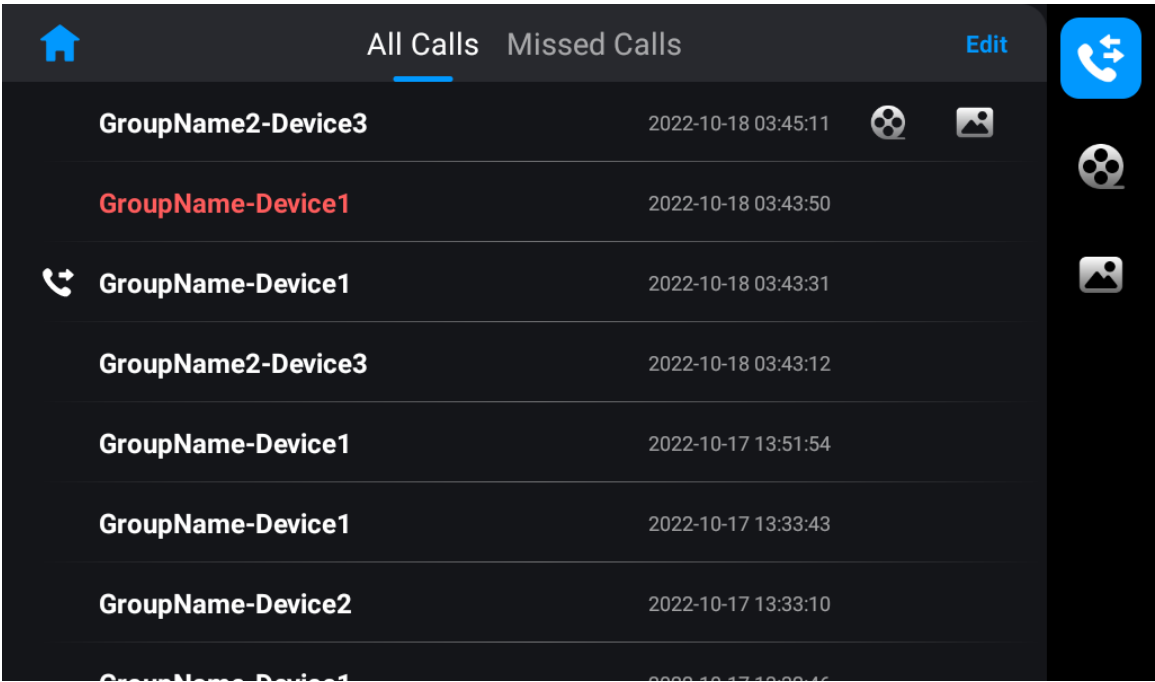 All Calls Missed Calls Edit
GroupName2-Device3 2022-10-18 03:45:11
GroupName-Device1 2022-10-18 03:43:50
GroupName-Device1 2022-10-18 03:43:31
GroupName2-Device3 2022-10-18 03:43:12
GroupName-Device1 2022-10-17 13:51:54
GroupName-Device1 2022-10-17 13:33:43
GroupName-Device2 2022-10-17 13:33:10
GroupName-Device1